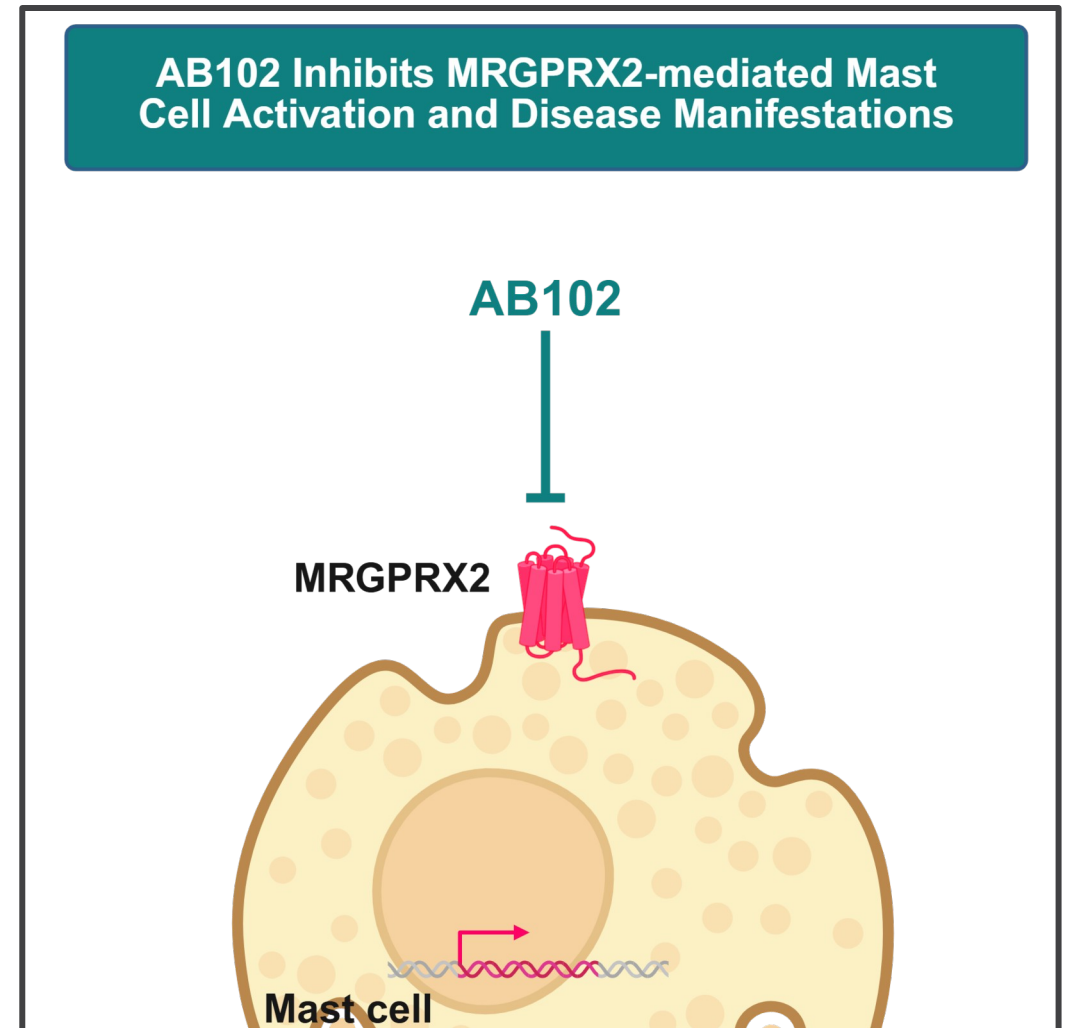 AB102 Inhibits MRGPRX2-mediated Mast
Cell Activation and Disease Manifestations
AB102
MRGPRX2
Mast cell